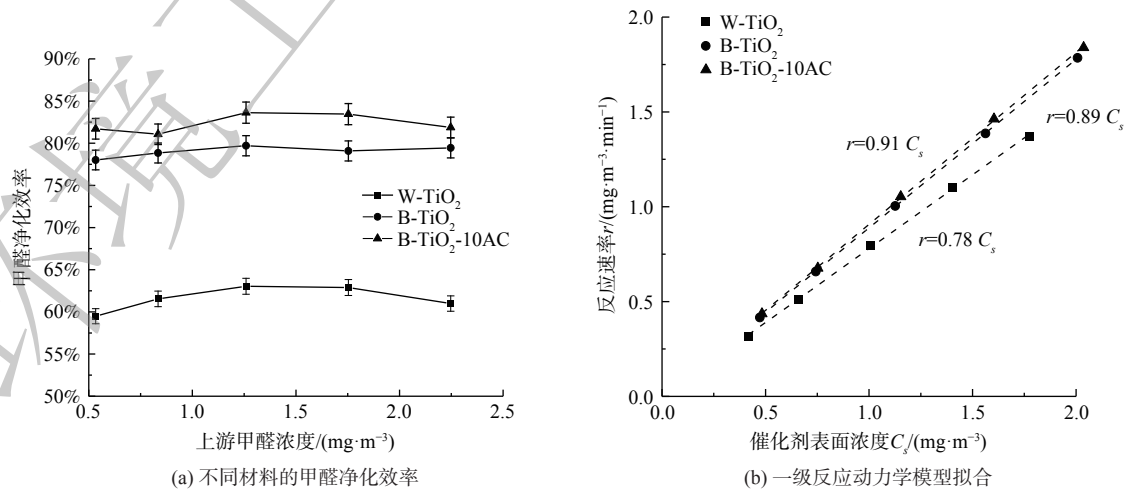 90%
85%
80%
75%
70%
65%
60%
55%
50%
甲醛净化效率
W-TiO₂
B-TiO₂
B-TiO₂-10AC
0.5
1.0
1.5
2.0
2.5
上游甲醛浓度/(mg·m⁻³)
(a) 不同材料的甲醛净化效率
2.0
1.5
1.0
0.5
0.0
反应速率r/(mg·m⁻³·min⁻¹)
W-TiO₂
B-TiO₂
B-TiO₂-10AC
r=0.91 Cₛ
r=0.89 Cₛ
r=0.78 Cₛ
0.0
0.5
1.0
1.5
2.0
催化剂表面浓度Cₛ/(mg·m⁻³)
(b) 一级反应动力学模型拟合